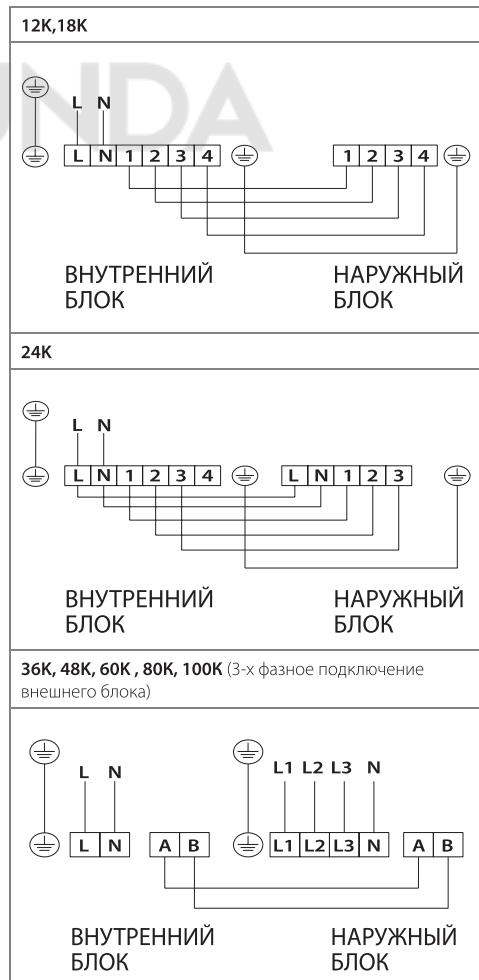 12K,18K
UNDA
L N
L N 1 2 3 4 1 2 3 4
ВНУТРЕННИЙ НАРУЖНЫЙ
БЛОК БЛОК
24K
L N
L N 1 2 3 4 L N 1 2 3
ВНУТРЕННИЙ НАРУЖНЫЙ
БЛОК БЛОК
36K, 48K, 60K , 80K, 100K (3-х фазное подключение
внешнего блока)
L N L1 L2 L3 N
L N A B L1 L2 L3 N A B
ВНУТРЕННИЙ НАРУЖНЫЙ
БЛОК БЛОК